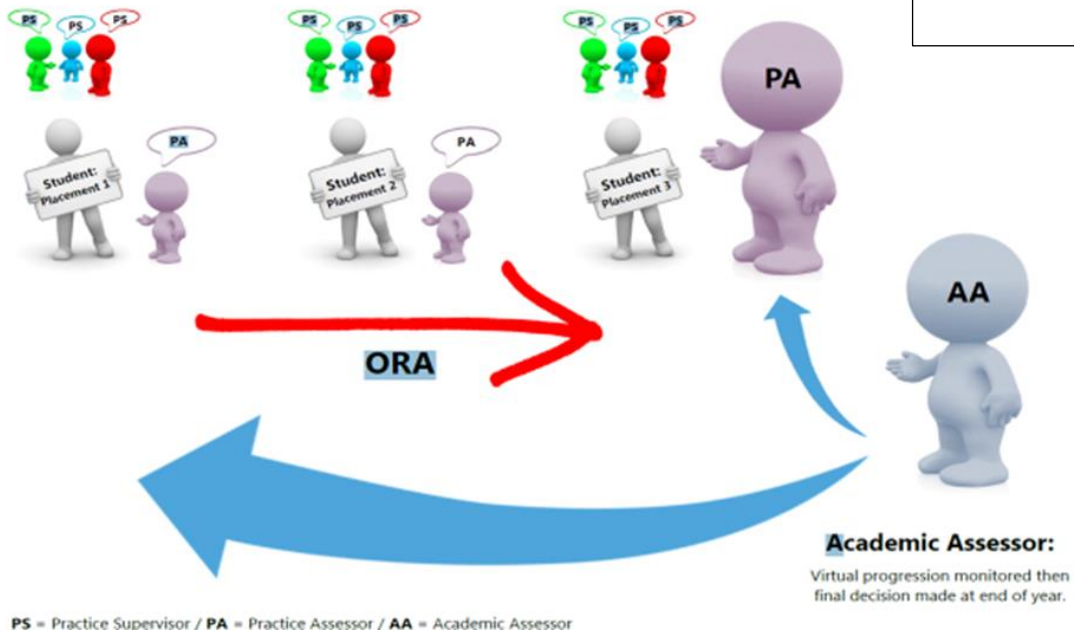 PS PS PS
PS PS PS
PS PS PS
PA
Student:
Placement 1
PA
Student:
Placement 2
PA
Student:
Placement 3
ORA
AA
Academic Assessor:
Virtual progression monitored then
final decision made at end of year.
PS = Practice Supervisor / PA = Practice Assessor / AA = Academic Assessor